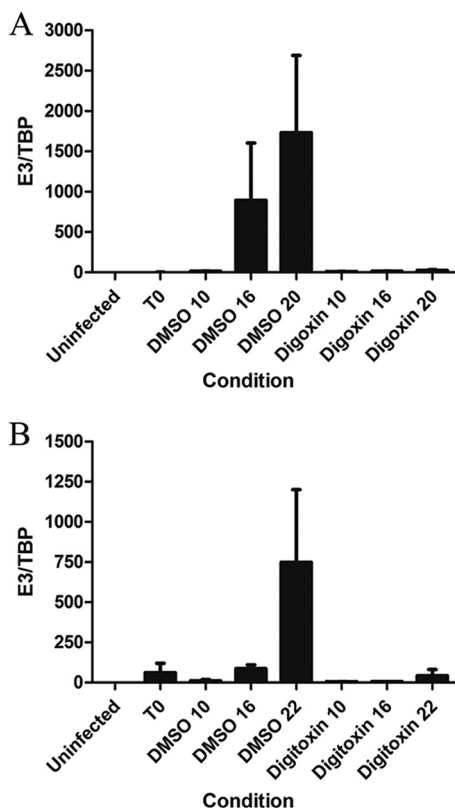 A
3000
2500
2000
1500
1000
500
0
E3/TBP
Uninfected
T0
DMSO 10
DMSO 16
DMSO 20
Digoxin 10
Digoxin 16
Digoxin 20
Condition
B
1500
1250
1000
750
500
250
0
E3/TBP
Uninfected
T0
DMSO 10
DMSO 16
DMSO 22
Digitoxin 10
Digitoxin 16
Digitoxin 22
Condition